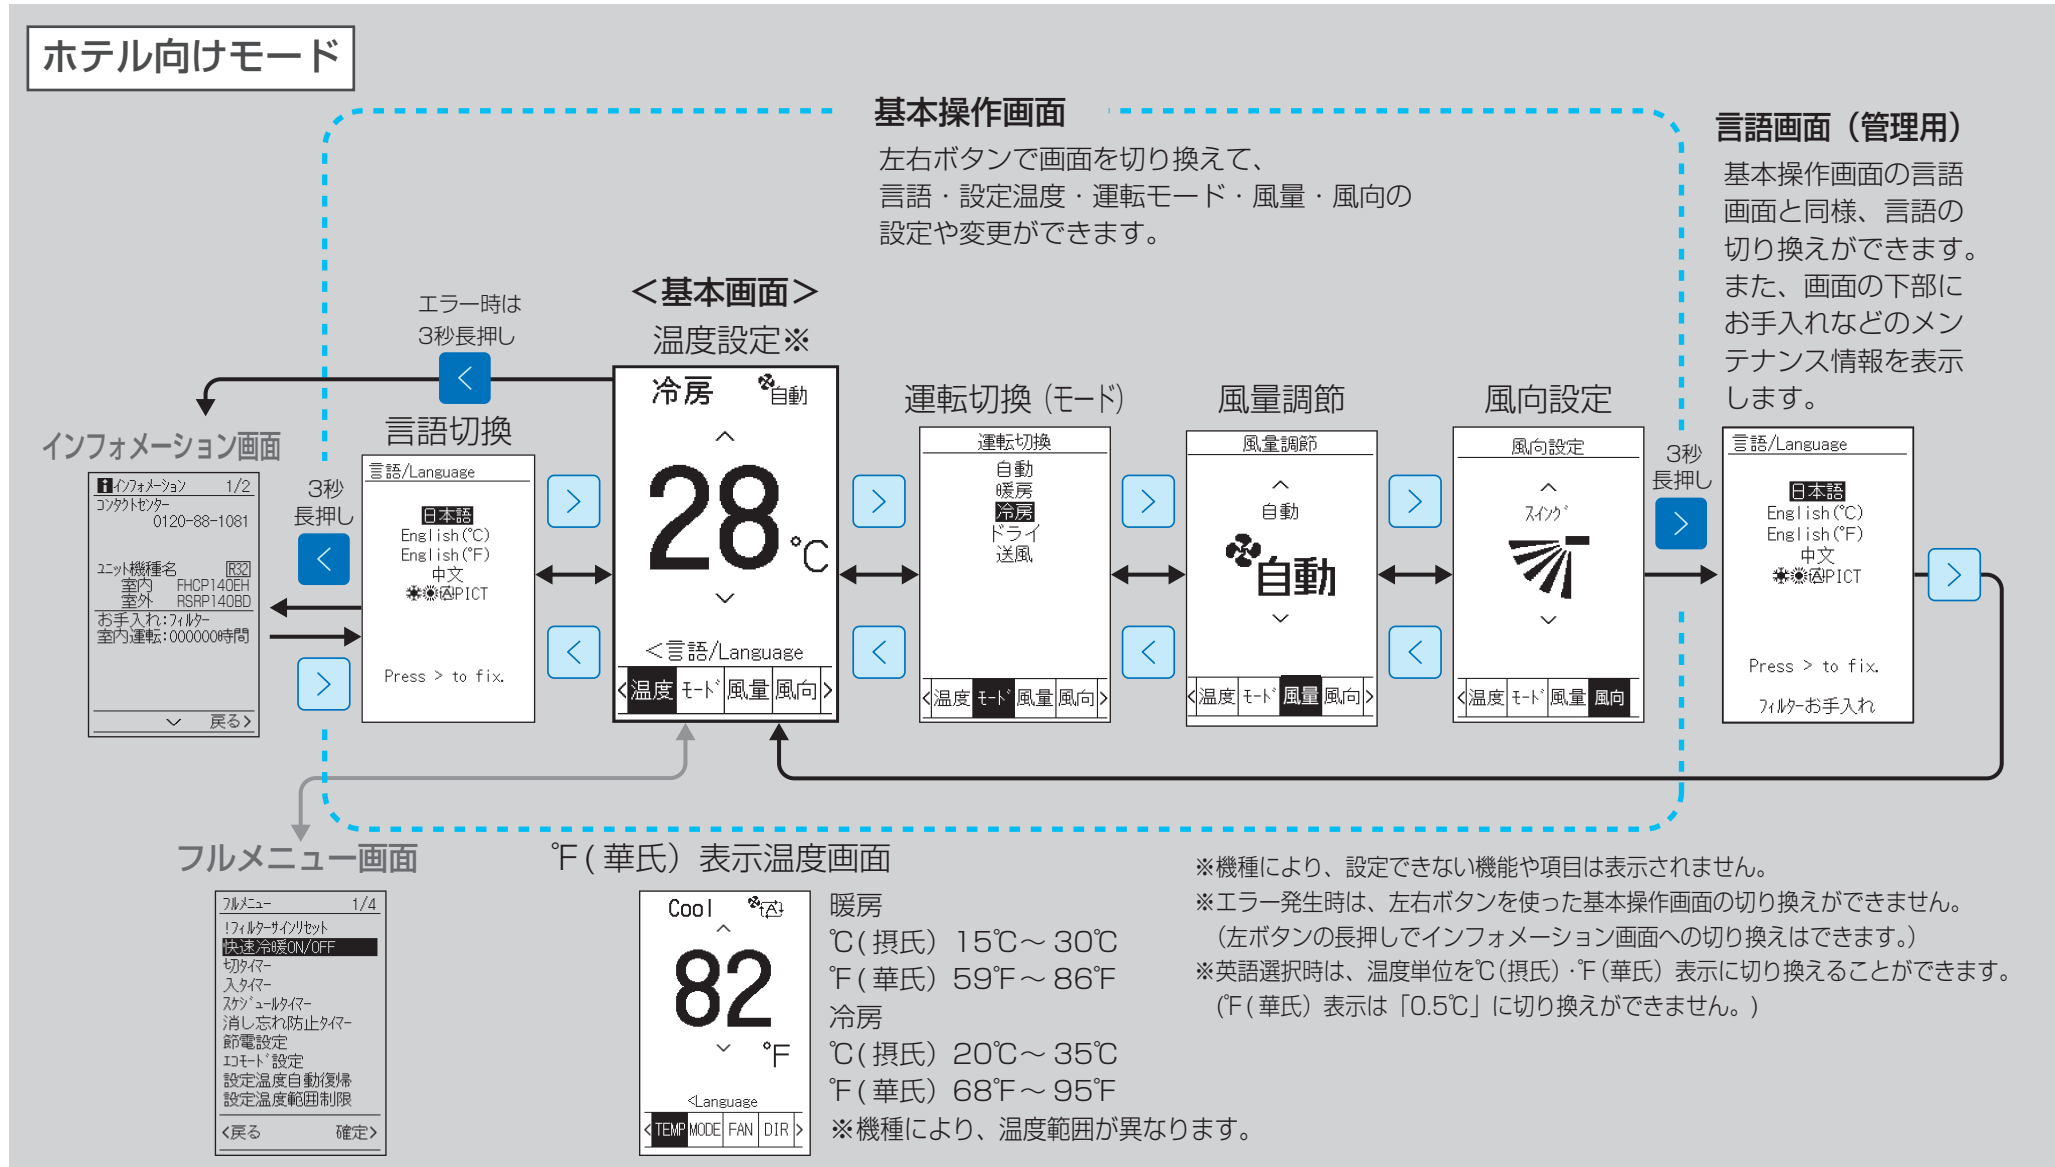 ホテル向けモード
基本操作画面
左右ボタンで画面を切り換えて、
言語・設定温度・運転モード・風量・風向の
設定や変更ができます。
言語画面（管理用）
基本操作画面の言語
画面と同様、言語の
切り換えができます。
また、画面の下部に
お手入れなどのメン
テナンス情報を表示
します。
エラー時は
3秒長押し
<
インフォメーション画面
iインフォメーション 1/2
コンタクトセンター
0120-88-1081
ユニット機種名 R32
室内 FHCP140EH
室外 RSRP140BD
お手入れ:フィルター
室内運転:000000時間
戻る>
3秒
長押し
<
>
言語切換
言語/Language
日本語
English(℃)
English(℉)
中文
PICT
Press > to fix.
>
<
＜基本画面＞
温度設定※
冷房 自動
28℃
<言語/Language
<温度 モード 風量 風向>
>
<
運転切換（モード）
運転切換
自動
暖房
冷房
ドライ
送風
<温度 モード 風量 風向>
>
<
風量調節
風量調節
自動
自動
<温度 モード 風量 風向>
>
<
風向設定
風向設定
スイング
<温度 モード 風量 風向
3秒
長押し
>
言語/Language
日本語
English(℃)
English(℉)
中文
PICT
Press > to fix.
フィルターお手入れ
>
フルメニュー画面
フルメニュー 1/4
!フィルターサインリセット
快速冷暖ON/OFF
切タイマー
入タイマー
スケジュールタイマー
消し忘れ防止タイマー
節電設定
エコモード設定
設定温度自動復帰
設定温度範囲制限
<戻る 確定>
℉(華氏）表示温度画面
Cool A
82
℉
<Language
<TEMP MODE FAN DIR>
暖房
℃(摂氏）15℃～30℃
℉(華氏）59℉～86℉
冷房
℃(摂氏）20℃～35℃
℉(華氏）68℉～95℉
※機種により、温度範囲が異なります。
※機種により、設定できない機能や項目は表示されません。
※エラー発生時は、左右ボタンを使った基本操作画面の切り換えができません。
（左ボタンの長押しでインフォメーション画面への切り換えはできます。）
※英語選択時は、温度単位を℃(摂氏）・℉(華氏）表示に切り換えることができます。
(℉(華氏）表示は「0.5℃」に切り換えができません。)